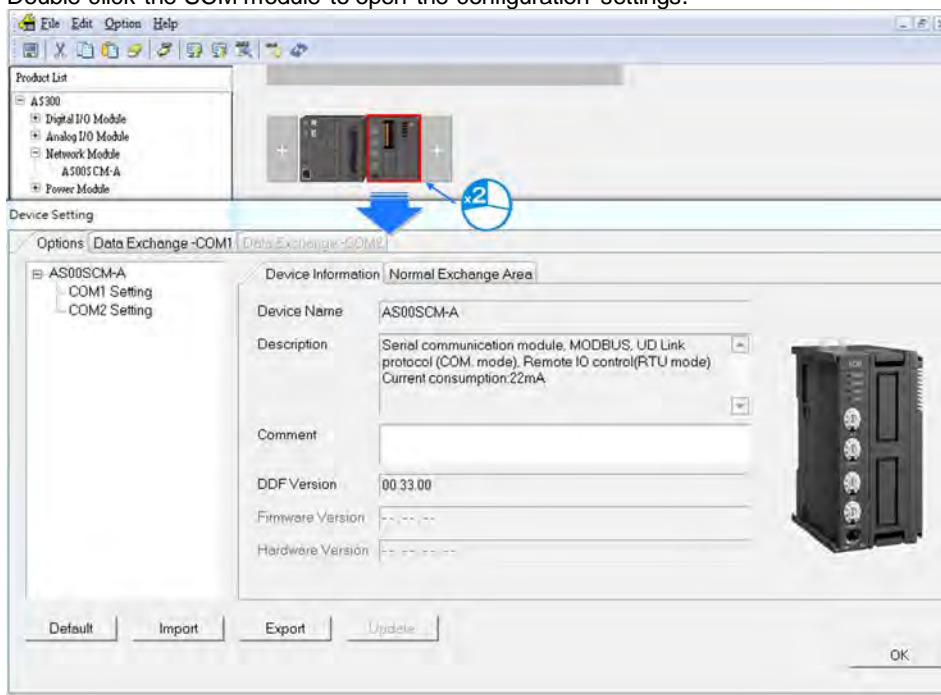 Double-click the SCM module to open the configuration settings.
File Edit Option Help
Product List
AS300
Digital I/O Module
Analog I/O Module
Network Module
AS00SCM-A
Power Module
x2
Device Setting
Options Data Exchange -COM1 Data Exchange -COM2
AS00SCM-A
COM1 Setting
COM2 Setting
Device Information Normal Exchange Area
Device Name AS00SCM-A
Description Serial communication module, MODBUS, UD Link
protocol (COM. mode), Remote IO control(RTU mode)
Current consumption:22mA
Comment
DDF Version 00.33.00
Firmware Version --.--.--
Hardware Version --.--.--.--
SCM
Default Import Export Update
OK